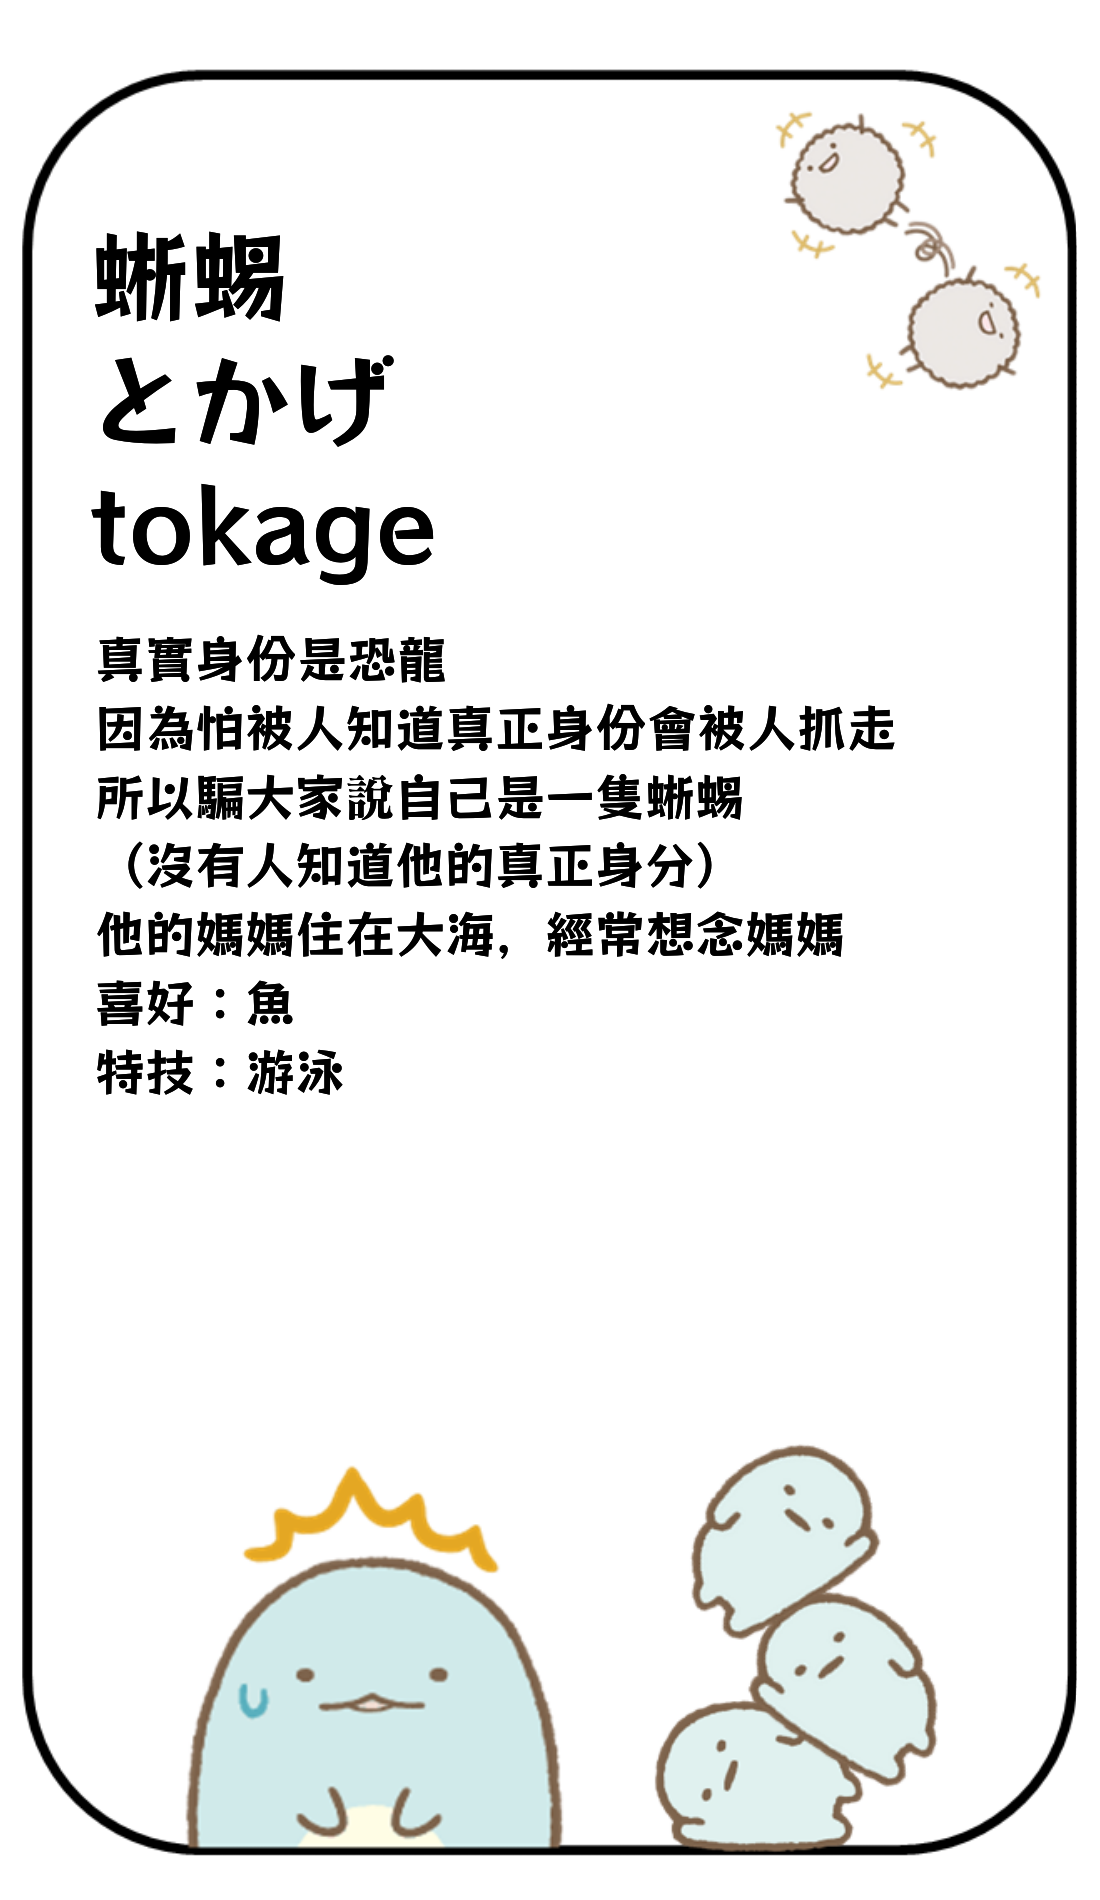 蜥蜴
とかげ
tokage
真實身份是恐龍
因為怕被人知道真正身份會被人抓走
所以騙大家說自己是一隻蜥蜴
（沒有人知道他的真正身分）
他的媽媽住在大海，經常想念媽媽
喜好：魚
特技：游泳